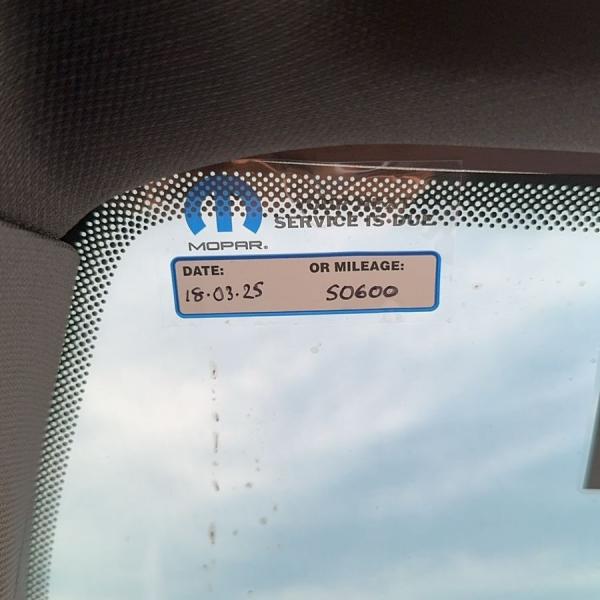 SERVICE IS DUE
MOPAR®
DATE: OR MILEAGE:
18.03.25 50600